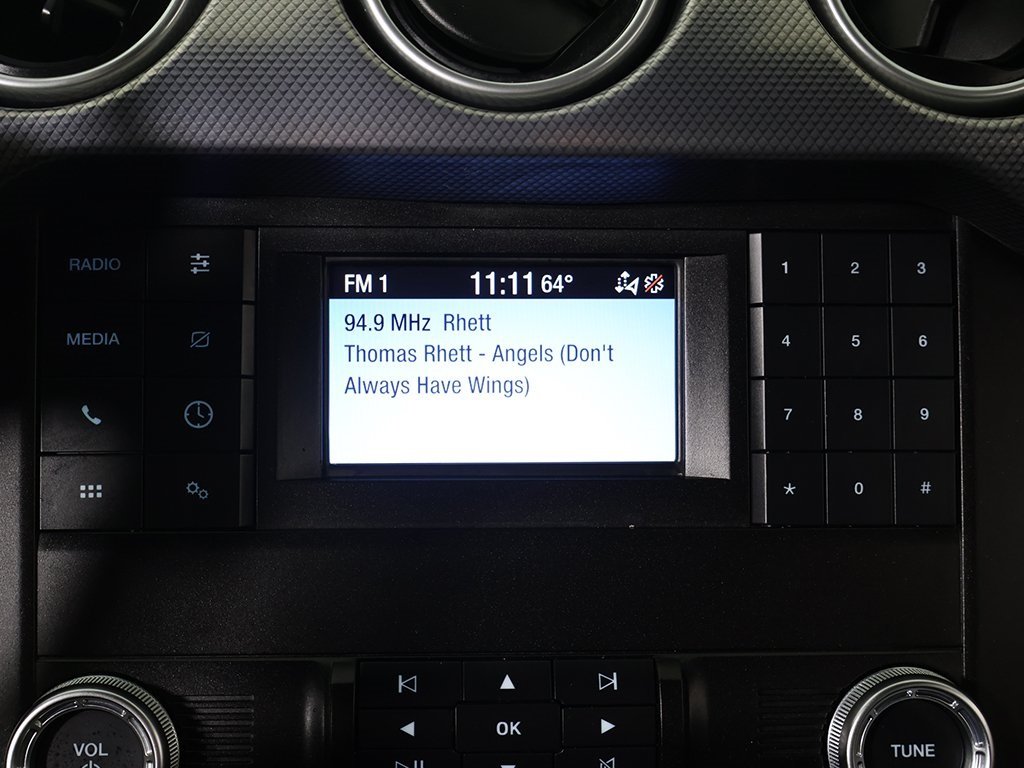 FM 1 11:11 64°
94.9 MHz Rhett
Thomas Rhett - Angels (Don't
Always Have Wings)
RADIO
MEDIA
1 2 3
4 5 6
7 8 9
* 0 #
OK
VOL
TUNE